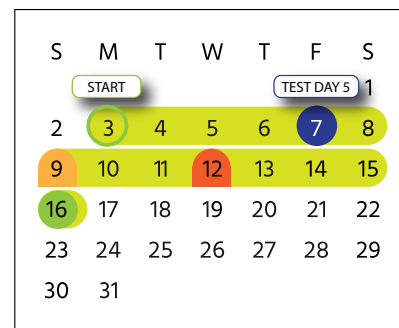 S M T W T F S
START TEST DAY 5 1
2 3 4 5 6 7 8
9 10 11 12 13 14 15
16 17 18 19 20 21 22
23 24 25 26 27 28 29
30 31